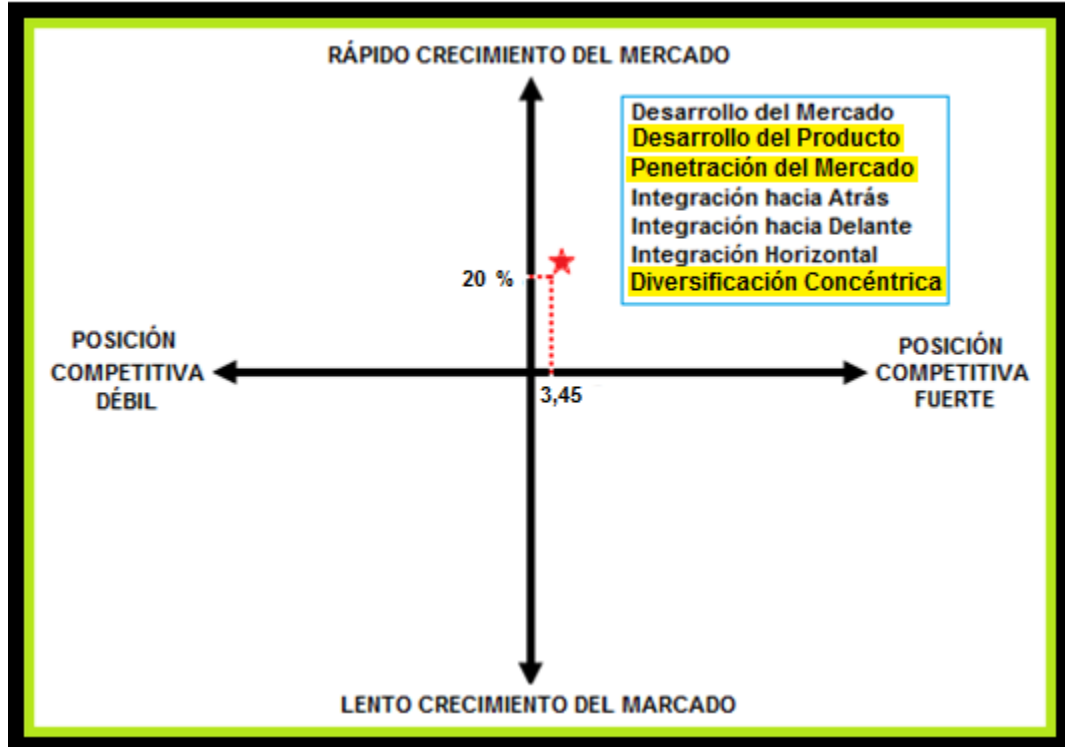 RÁPIDO CRECIMIENTO DEL MERCADO
Desarrollo del Mercado
Desarrollo del Producto
Penetración del Mercado
Integración hacia Atrás
Integración hacia Delante
Integración Horizontal
Diversificación Concéntrica
20 %
POSICIÓN
COMPETITIVA
DÉBIL
3,45
POSICIÓN
COMPETITIVA
FUERTE
LENTO CRECIMIENTO DEL MARCADO